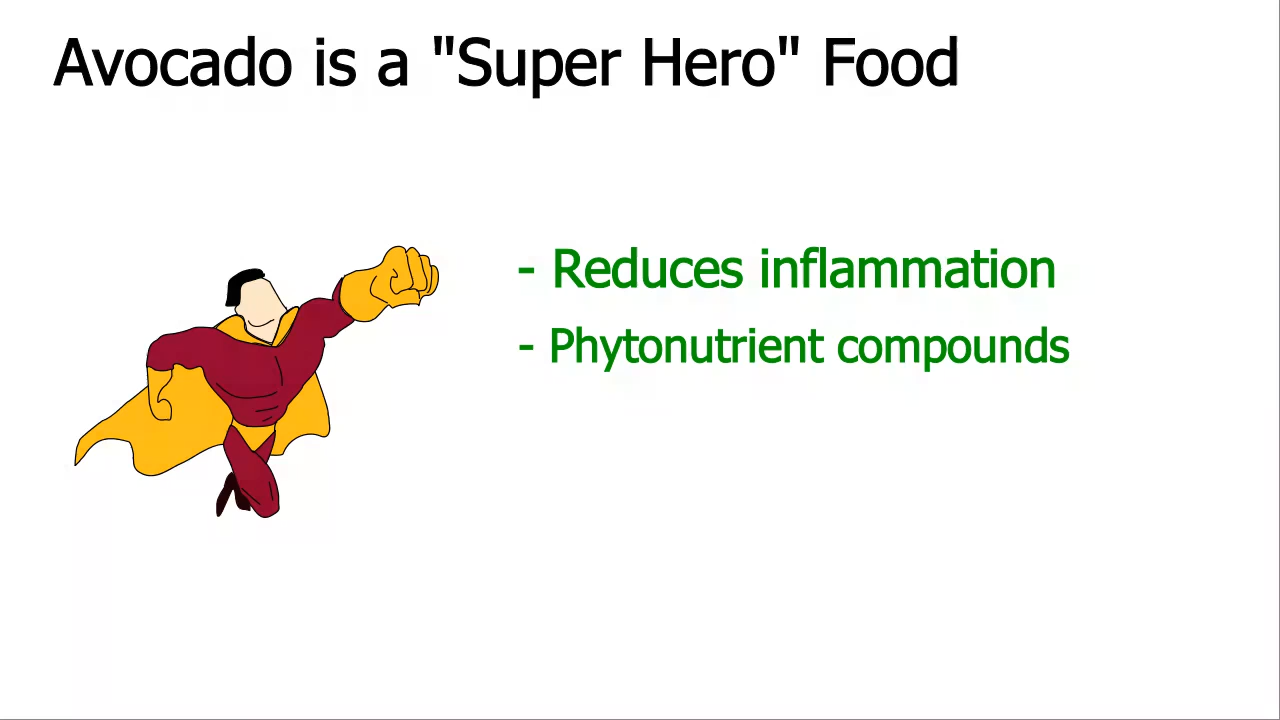 Avocado is a "Super Hero" Food
- Reduces inflammation
- Phytonutrient compounds